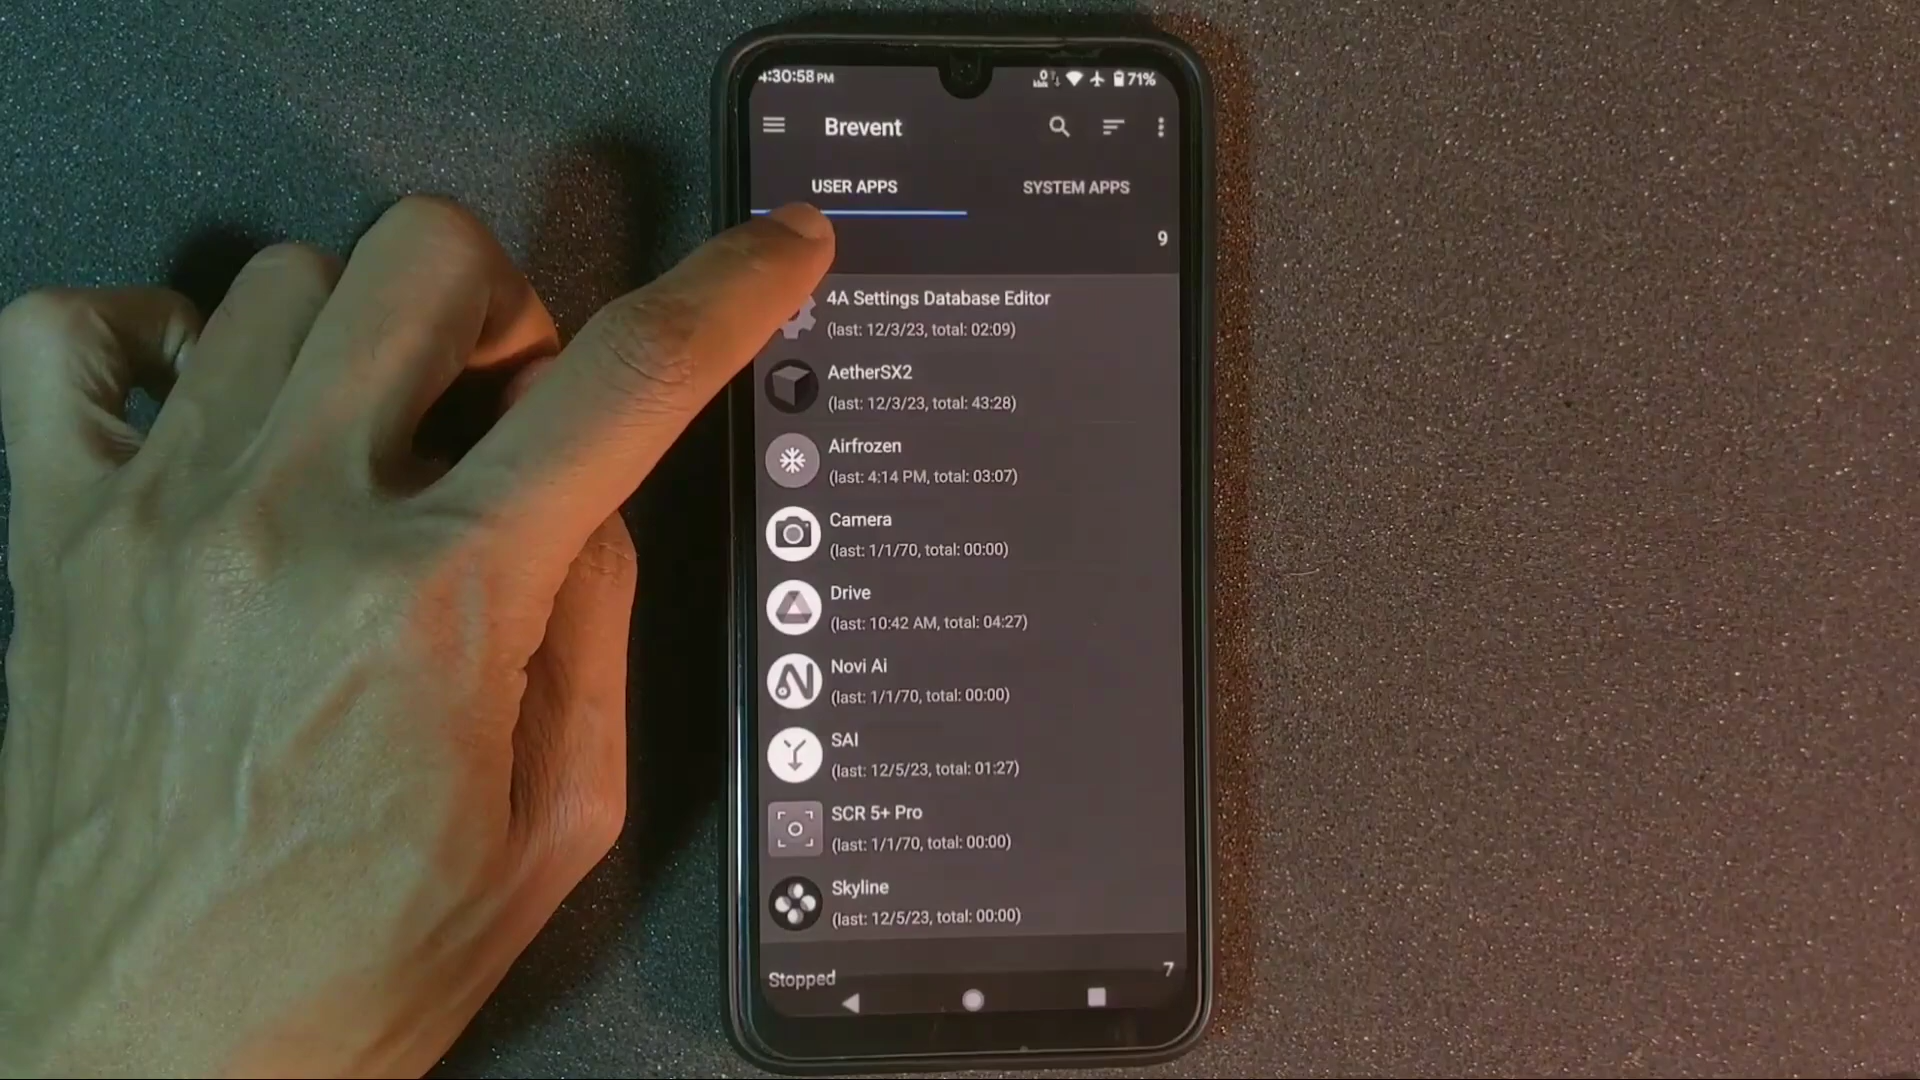 4:30:58 PM
71%
Brevent
USER APPS
SYSTEM APPS
9
4A Settings Database Editor
(last: 12/3/23, total: 02:09)
AetherSX2
(last: 12/3/23, total: 43:28)
Airfrozen
(last: 4:14 PM, total: 03:07)
Camera
(last: 1/1/70, total: 00:00)
Drive
(last: 10:42 AM, total: 04:27)
Novi Ai
(last: 1/1/70, total: 00:00)
SAI
(last: 12/5/23, total: 01:27)
SCR 5+ Pro
(last: 1/1/70, total: 00:00)
Skyline
(last: 12/5/23, total: 00:00)
Stopped
7